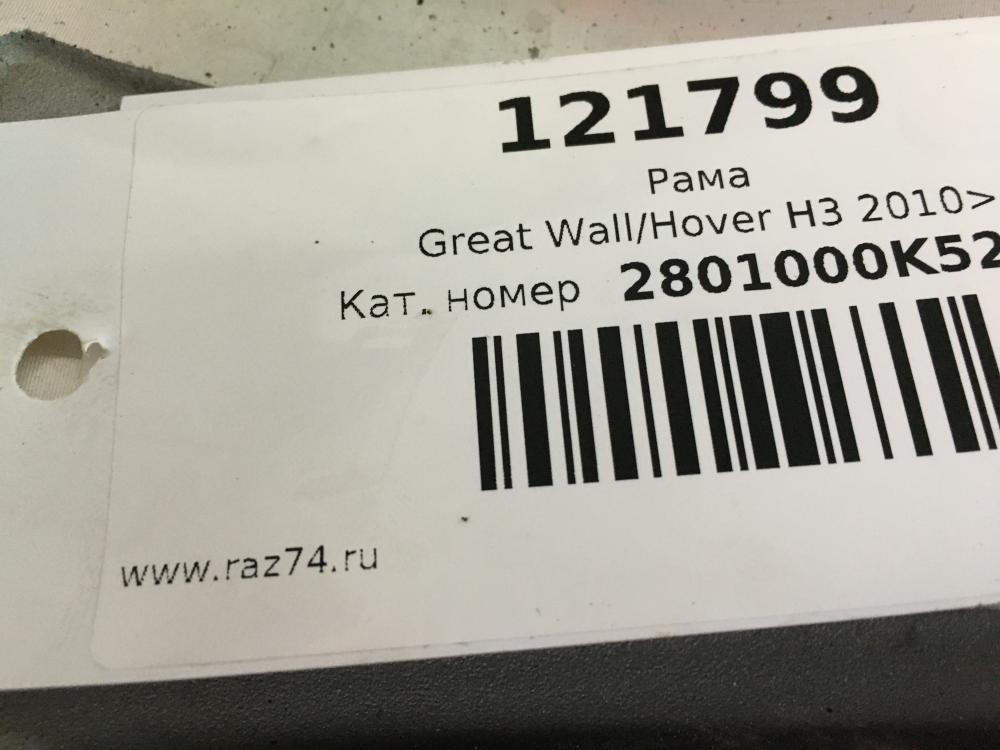 121799
Рама
Great Wall/Hover H3 2010>
Кат. номер 2801000K52
www.raz74.ru